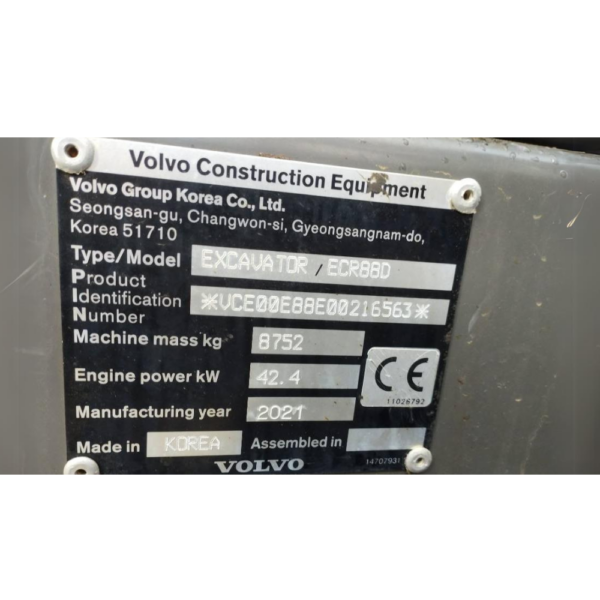 Volvo Construction Equipment
Volvo Group Korea Co., Ltd.
Seongsan-gu, Changwon-si, Gyeongsangnam-do,
Korea 51710
Type/Model EXCAVATOR / ECR88D
Product
Identification *VCE00E88E00216563*
Number
Machine mass kg 8752
Engine power kW 42.4
CE
11026792
Manufacturing year 2021
Made in KOREA Assembled in
VOLVO 14707931